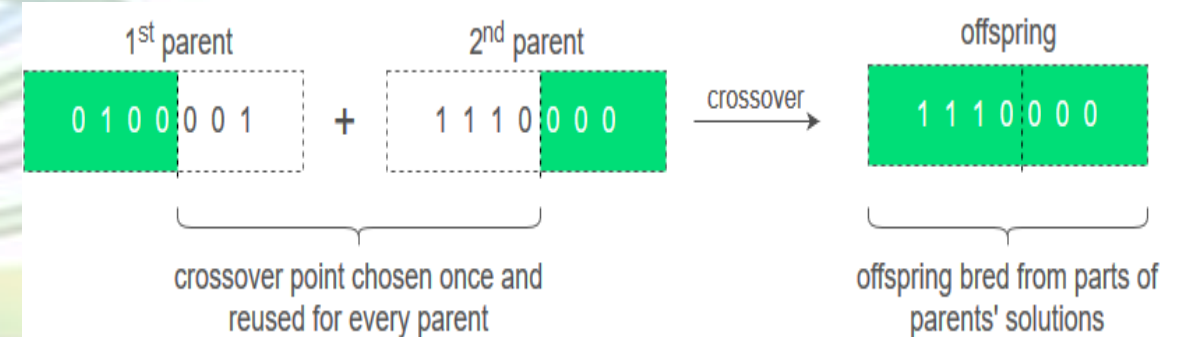 1st parent
2nd parent
offspring
0 1 0 0 0 0 1
+
1 1 1 0 0 0 0
crossover
1 1 1 0 0 0 0
crossover point chosen once and
reused for every parent
offspring bred from parts of
parents' solutions